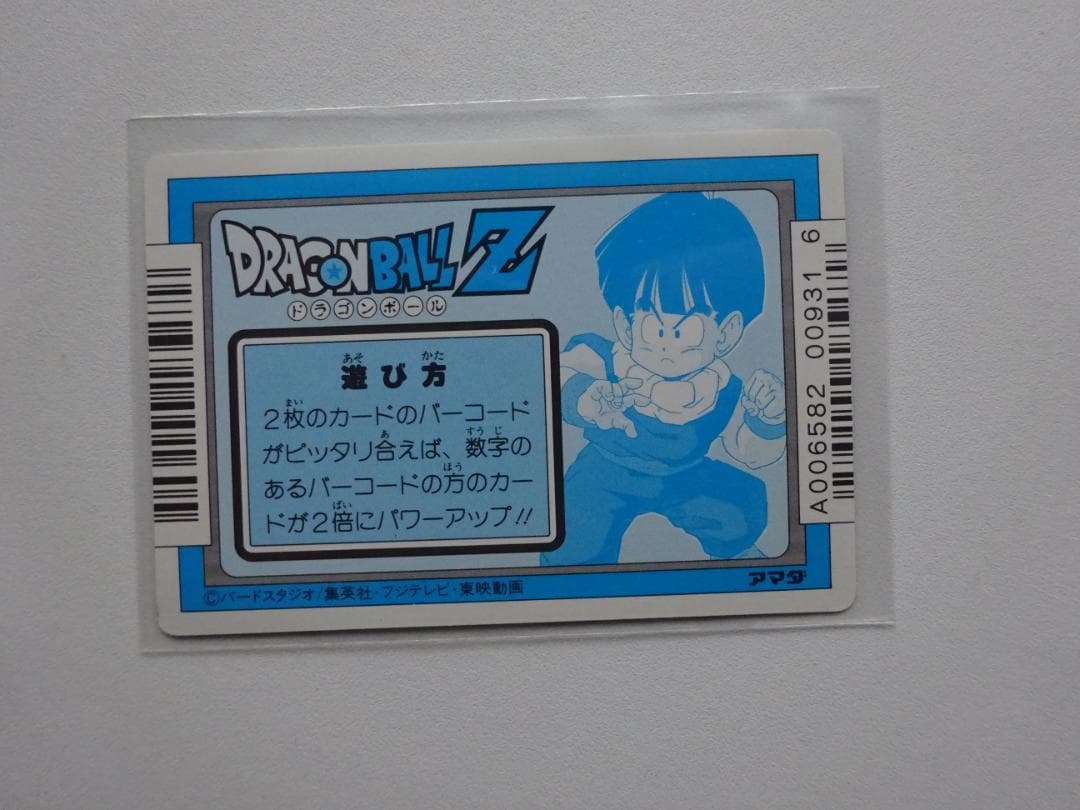 DRAGONBALL Z
ドラゴンボール
遊び方
2枚のカードのバーコード
がピッタリ合えば、数字の
あるバーコードの方のカー
ドが2倍にパワーアップ!!
A006582 00931 6
アマダ
©バードスタジオ/集英社・フジテレビ・東映動画